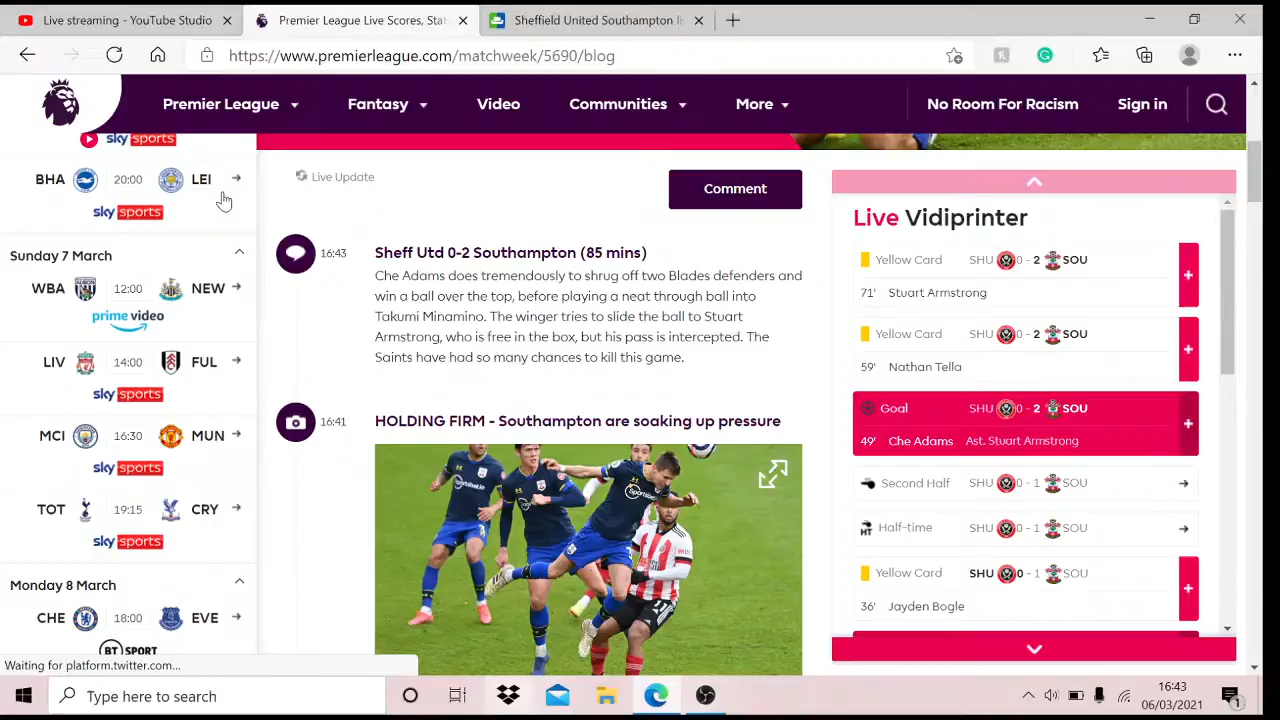 Live streaming - YouTube Studio
Premier League Live Scores, Stat
Sheffield United Southampton li
https://www.premierleague.com/matchweek/5690/blog
Premier League
Fantasy
Video
Communities
More
No Room For Racism
Sign in
sky sports
BHA 20:00 LEI
sky sports
Sunday 7 March
WBA 12:00 NEW
prime video
LIV 14:00 FUL
sky sports
MCI 16:30 MUN
sky sports
TOT 19:15 CRY
sky sports
Monday 8 March
CHE 18:00 EVE
BT SPORT
Waiting for platform.twitter.com...
Live Update
Comment
16:43
Sheff Utd 0-2 Southampton (85 mins)
Che Adams does tremendously to shrug off two Blades defenders and
win a ball over the top, before playing a neat through ball into
Takumi Minamino. The winger tries to slide the ball to Stuart
Armstrong, who is free in the box, but his pass is intercepted. The
Saints have had so many chances to kill this game.
16:41
HOLDING FIRM - Southampton are soaking up pressure
Live Vidiprinter
Yellow Card SHU 0 - 2 SOU
71' Stuart Armstrong
Yellow Card SHU 0 - 2 SOU
59' Nathan Tella
Goal SHU 0 - 2 SOU
49' Che Adams Ast. Stuart Armstrong
Second Half SHU 0 - 1 SOU
HT Half-time SHU 0 - 1 SOU
Yellow Card SHU 0 - 1 SOU
36' Jayden Bogle
Type here to search
16:43
06/03/2021
1